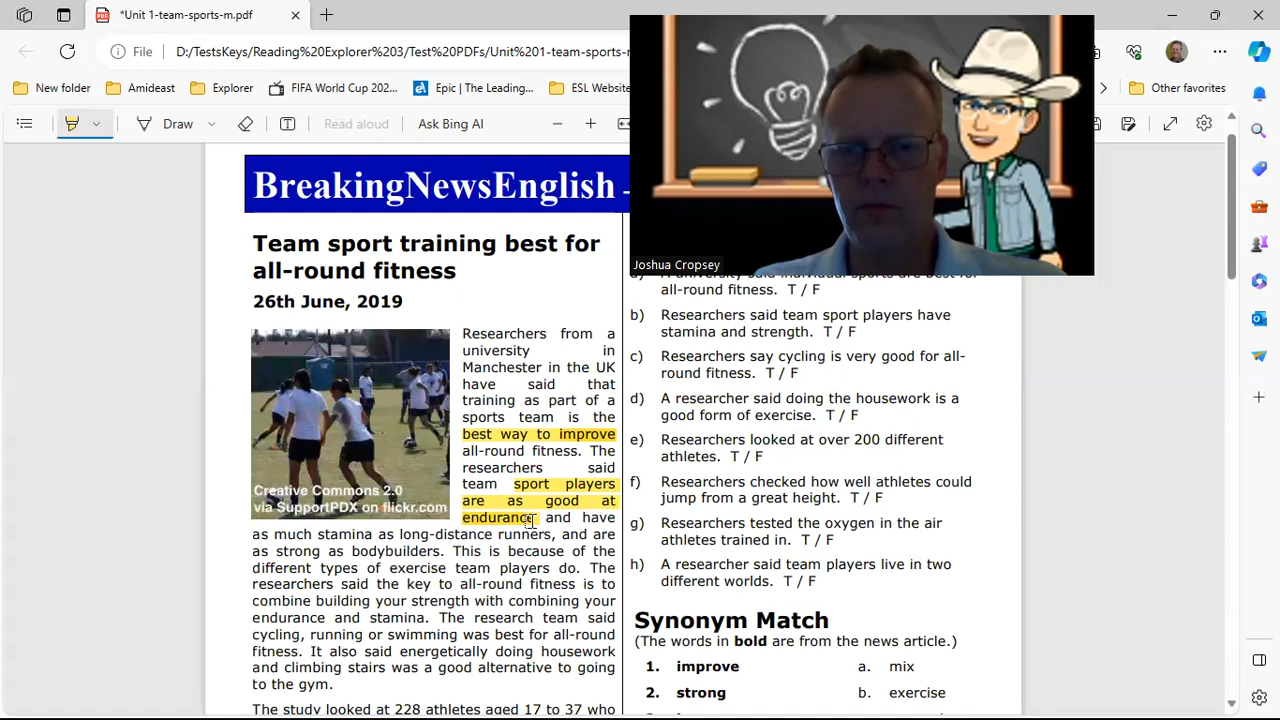 *Unit 1-team-sports-m.pdf
File
D:/TestsKeys/Reading%20Explorer%203/Test%20PDFs/Unit%201-team-sports-m
New folder
Amideast
Explorer
FIFA World Cup 202...
Epic | The Leading...
ESL Website
Other favorites
Draw
Read aloud
Ask Bing AI
Joshua Cropsey
BreakingNewsEnglish -
Team sport training best for
all-round fitness
26th June, 2019
Creative Commons 2.0
via SupportPDX on flickr.com
Researchers from a
university in
Manchester in the UK
have said that
training as part of a
sports team is the
best way to improve
all-round fitness. The
researchers said
team sport players
are as good at
endurance and have
as much stamina as long-distance runners, and are
as strong as bodybuilders. This is because of the
different types of exercise team players do. The
researchers said the key to all-round fitness is to
combine building your strength with combining your
endurance and stamina. The research team said
cycling, running or swimming was best for all-round
fitness. It also said energetically doing housework
and climbing stairs was a good alternative to going
to the gym.
The study looked at 228 athletes aged 17 to 37 who
a) A university said individual sports are best for
all-round fitness. T / F
b) Researchers said team sport players have
stamina and strength. T / F
c) Researchers say cycling is very good for all-
round fitness. T / F
d) A researcher said doing the housework is a
good form of exercise. T / F
e) Researchers looked at over 200 different
athletes. T / F
f) Researchers checked how well athletes could
jump from a great height. T / F
g) Researchers tested the oxygen in the air
athletes trained in. T / F
h) A researcher said team players live in two
different worlds. T / F
Synonym Match
(The words in bold are from the news article.)
1. improve a. mix
2. strong b. exercise